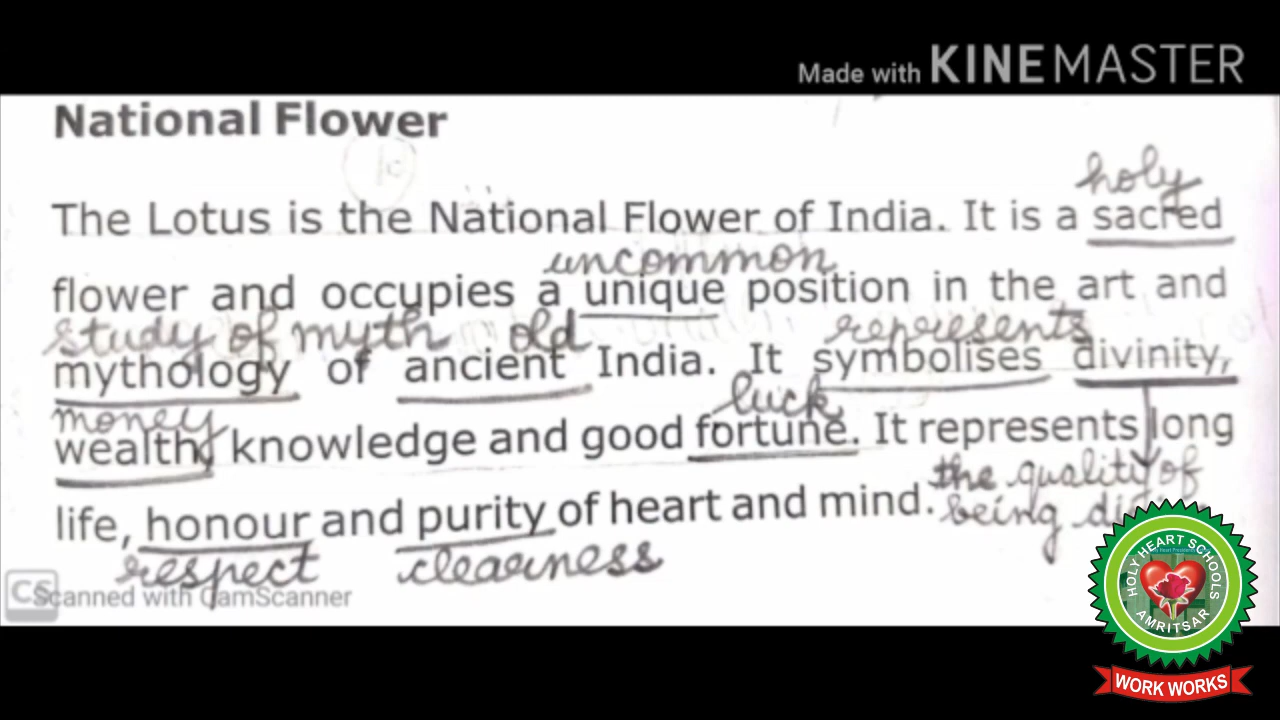 Made with KINEMASTER
National Flower
holy
The Lotus is the National Flower of India. It is a sacred
uncommon
flower and occupies a unique position in the art and
study of myth old represents
mythology of ancient India. It symbolises divinity,
money luck
wealth, knowledge and good fortune. It represents long
the quality of
life, honour and purity of heart and mind.
being
respect clearness
CS Scanned with CamScanner
HOLY HEART SCHOOLS
AMRITSAR
WORK WORKS